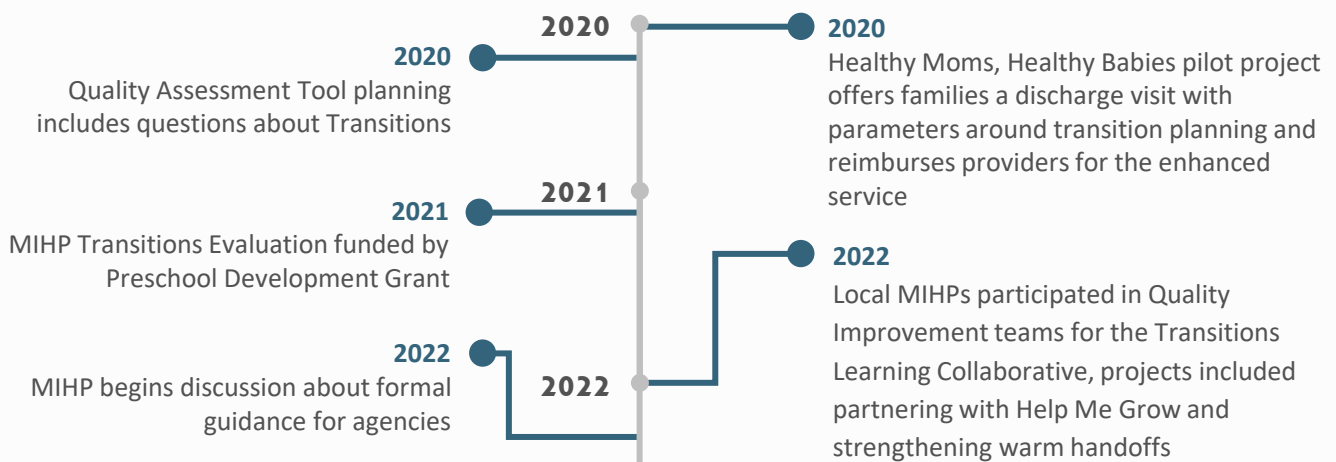 2020
2020
Healthy Moms, Healthy Babies pilot project
offers families a discharge visit with
parameters around transition planning and
reimburses providers for the enhanced
service
2020
Quality Assessment Tool planning
includes questions about Transitions
2021
2021
MIHP Transitions Evaluation funded by
Preschool Development Grant
2022
Local MIHPs participated in Quality
Improvement teams for the Transitions
Learning Collaborative, projects included
partnering with Help Me Grow and
strengthening warm handoffs
2022
MIHP begins discussion about formal
guidance for agencies
2022